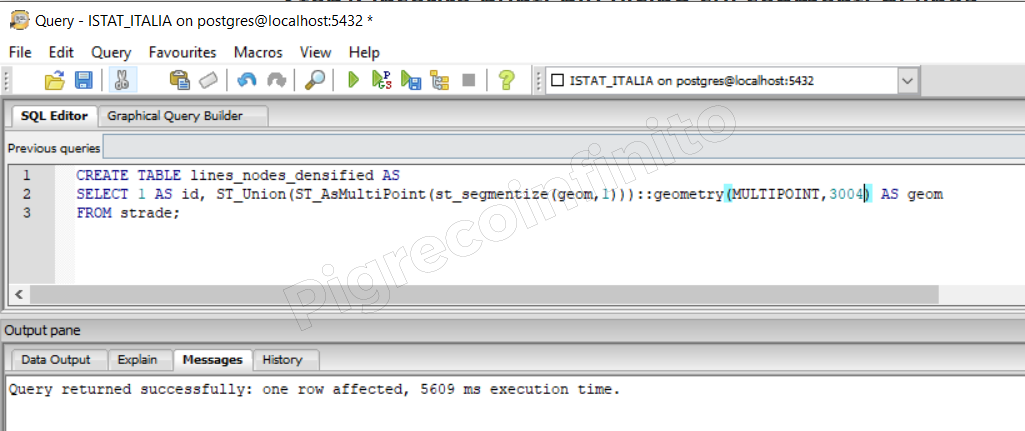 Query - ISTAT_ITALIA on postgres@localhost:5432 *
File Edit Query Favourites Macros View Help
ISTAT_ITALIA on postgres@localhost:5432
SQL Editor Graphical Query Builder
Previous queries
1 CREATE TABLE lines_nodes_densified AS
2 SELECT 1 AS id, ST_Union(ST_AsMultiPoint(st_segmentize(geom,1)))::geometry(MULTIPOINT,3004) AS geom
3 FROM strade;
Pigrecoinfinito
Output pane
Data Output Explain Messages History
Query returned successfully: one row affected, 5609 ms execution time.